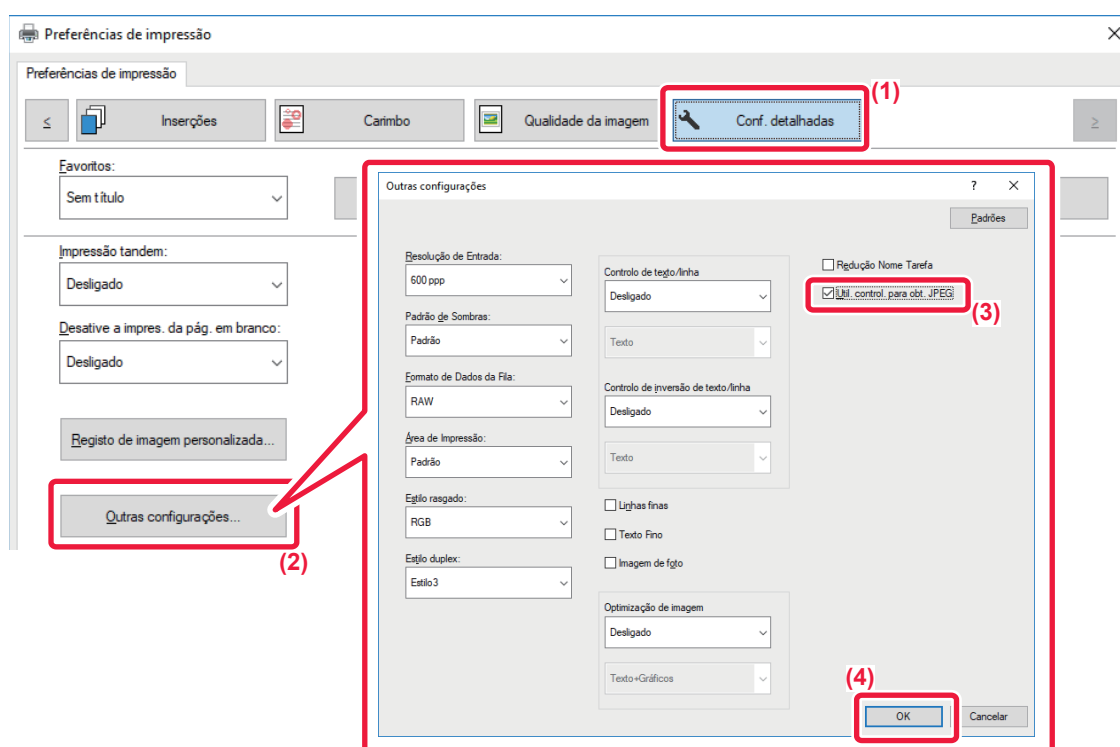 Preferências de impressão
Preferências de impressão
(1)
≤
Inserções
Carimbo
Qualidade da imagem
Conf. detalhadas
≥
Favoritos:
Sem título
Impressão tandem:
Desligado
Desative a impres. da pág. em branco:
Desligado
Registo de imagem personalizada...
Outras configurações...
(2)
Outras configurações
?
Padrões
Resolução de Entrada:
600 ppp
Padrão de Sombras:
Padrão
Formato de Dados da Fila:
RAW
Área de Impressão:
Padrão
Estilo rasgado:
RGB
Estilo duplex:
Estilo3
Controlo de texto/linha
Desligado
Texto
Controlo de inversão de texto/linha
Desligado
Texto
Linhas finas
Texto Fino
Imagem de foto
Optimização de imagem
Desligado
Texto+Gráficos
Redução Nome Tarefa
Util. control. para obt. JPEG
(3)
(4)
OK
Cancelar